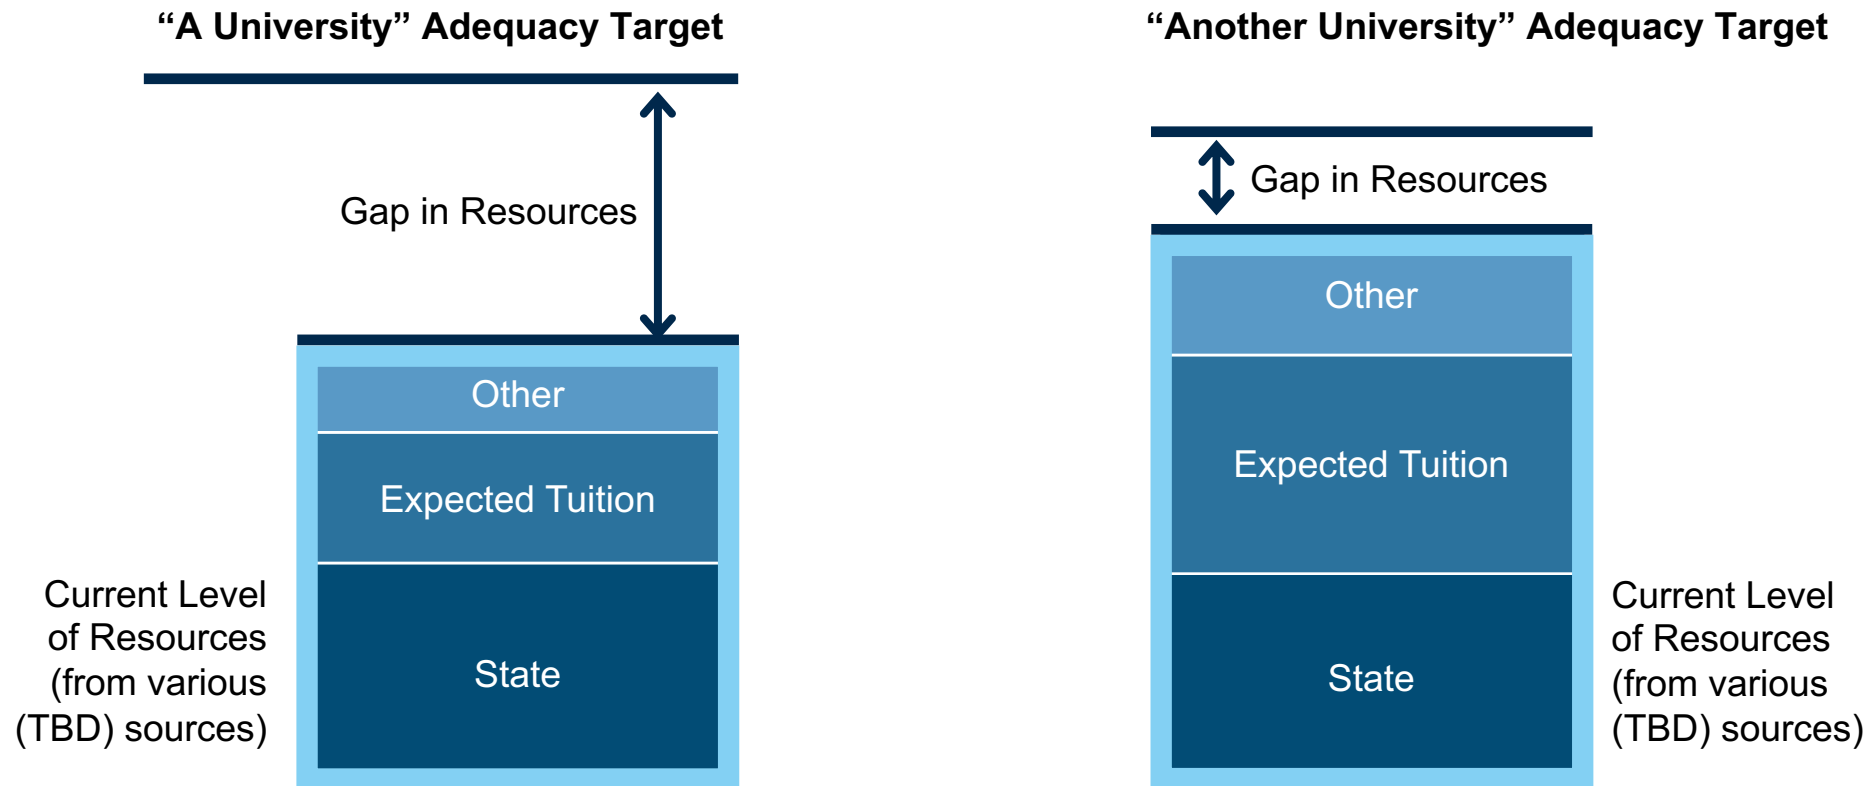 “A University” Adequacy Target
Gap in Resources
Other
Expected Tuition
State
Current Level
of Resources
(from various
(TBD) sources)
“Another University” Adequacy Target
Gap in Resources
Other
Expected Tuition
State
Current Level
of Resources
(from various
(TBD) sources)